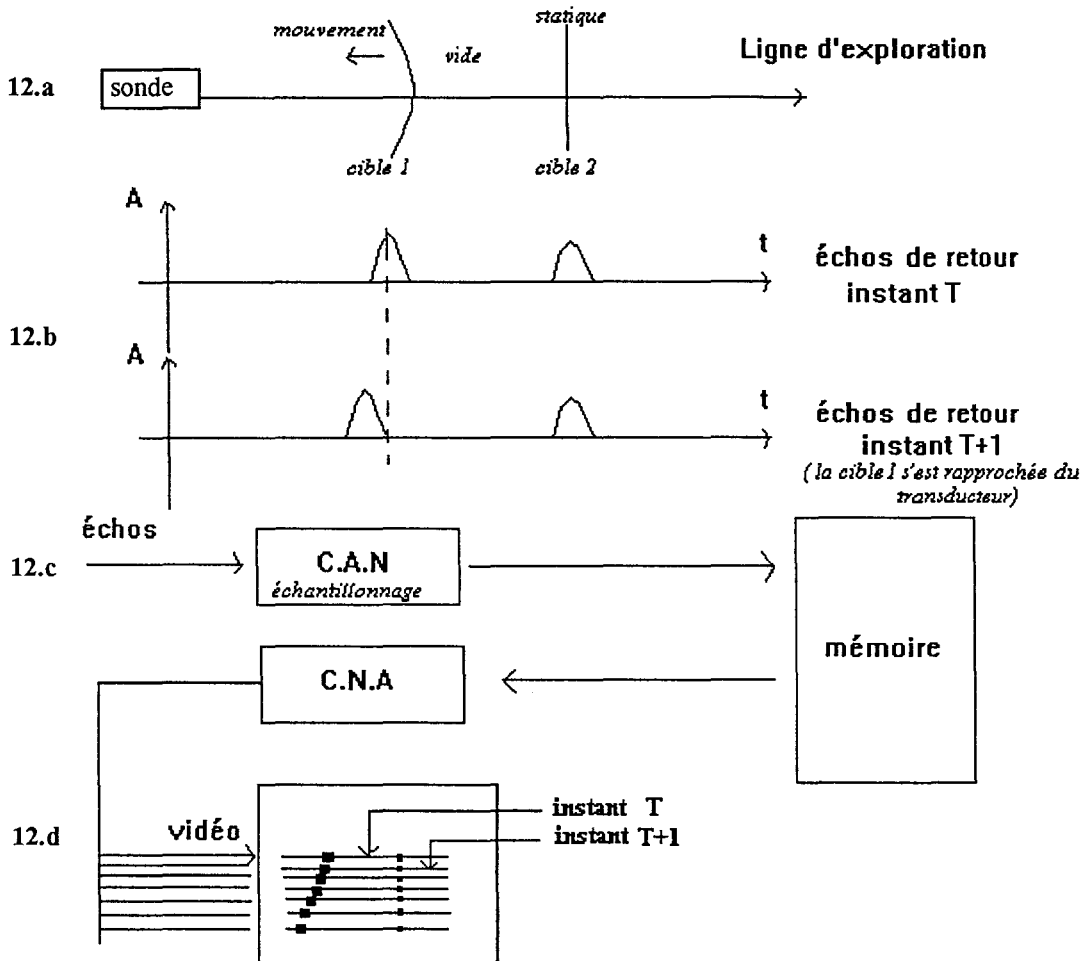 statique
mouvement
vide
Ligne d'exploration
12.a
sonde
cible 1
cible 2
A
t
échos de retour
instant T
12.b
A
t
échos de retour
instant T+1
(la cible 1 s'est rapprochée du
transducteur)
échos
12.c
C.A.N
échantillonnage
mémoire
C.N.A
12.d
vidéo
instant T
instant T+1